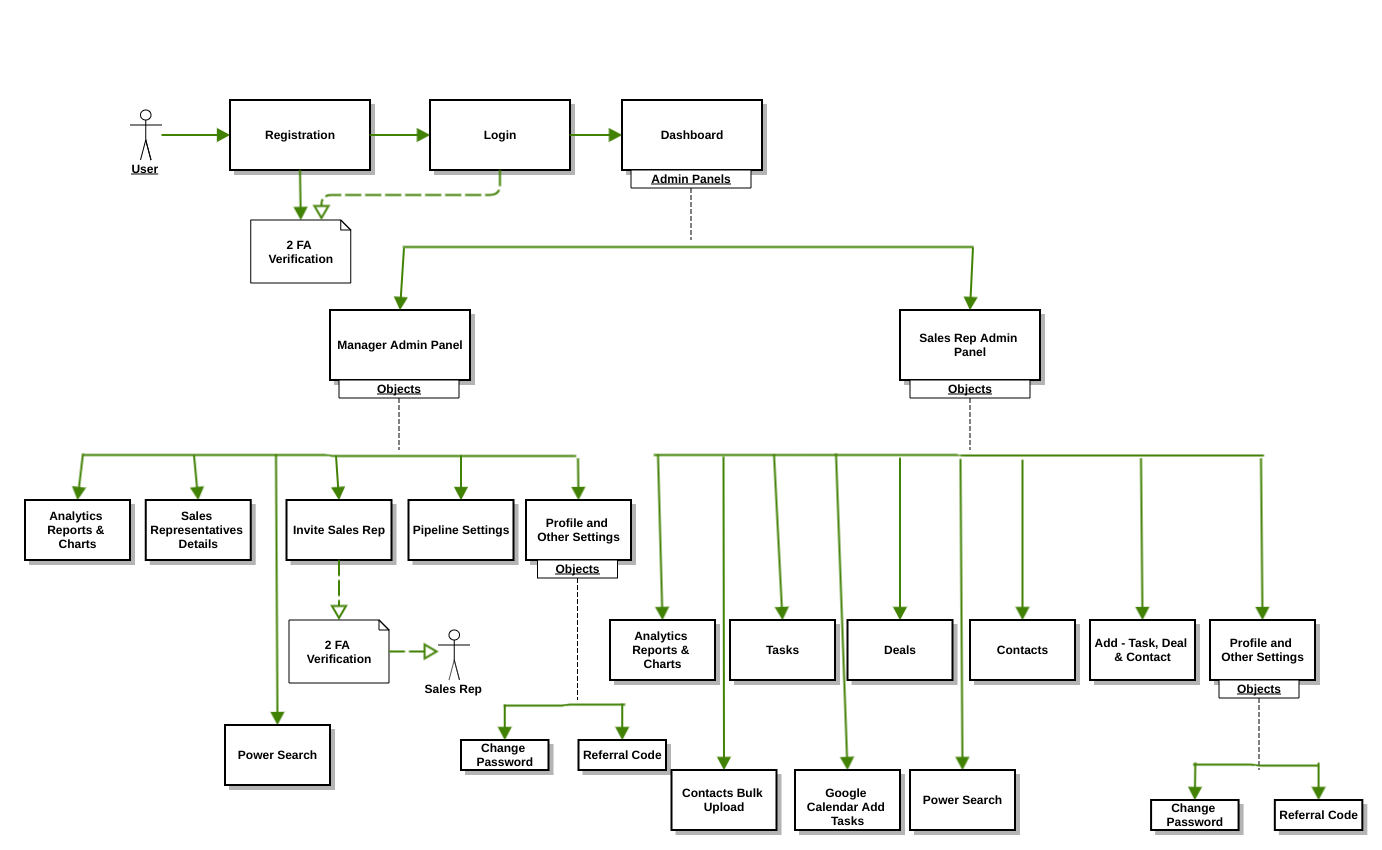 Registration
Login
Dashboard
User
Admin Panels
2 FA
Verification
Manager Admin Panel
Sales Rep Admin
Panel
Objects
Objects
Analytics
Reports &
Charts
Sales
Representatives
Details
Invite Sales Rep
Pipeline Settings
Profile and
Other Settings
Objects
2 FA
Verification
Sales Rep
Analytics
Reports &
Charts
Tasks
Deals
Contacts
Add - Task, Deal
& Contact
Profile and
Other Settings
Objects
Power Search
Change
Password
Referral Code
Contacts Bulk
Upload
Google
Calendar Add
Tasks
Power Search
Change
Password
Referral Code